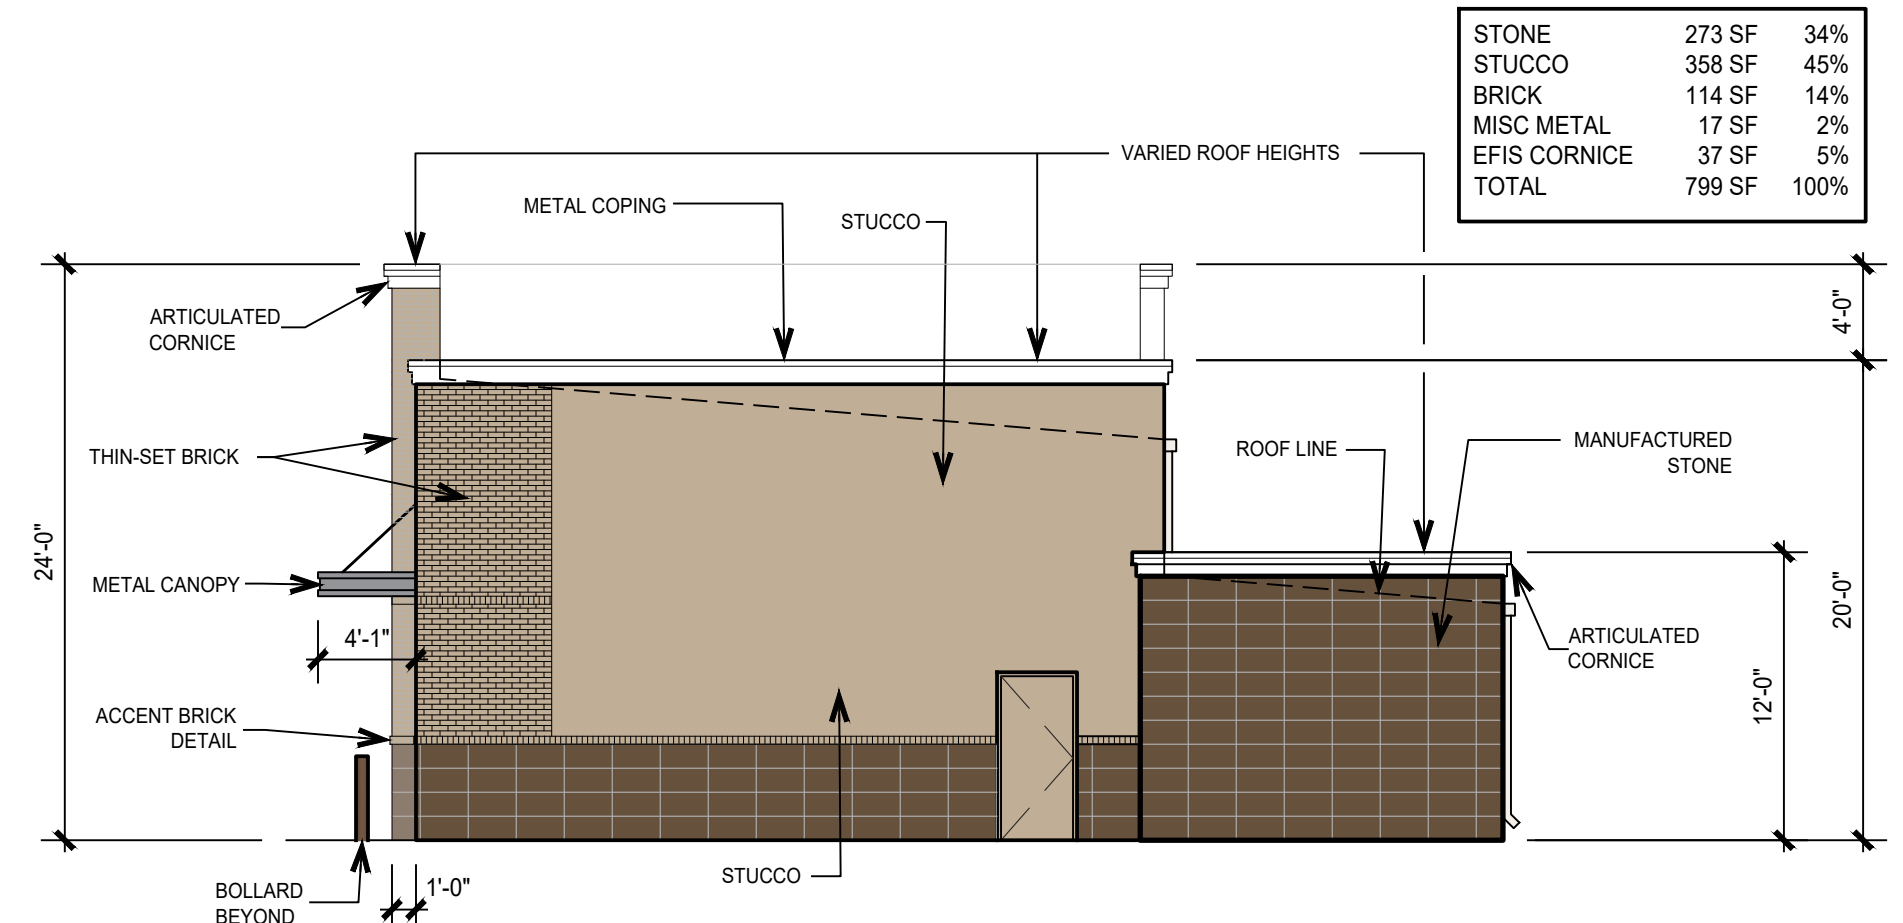 STONE 273 SF 34%
STUCCO 358 SF 45%
BRICK 114 SF 14%
MISC METAL 17 SF 2%
EFIS CORNICE 37 SF 5%
TOTAL 799 SF 100%
VARIED ROOF HEIGHTS
METAL COPING
STUCCO
ARTICULATED
CORNICE
4'-0"
THIN-SET BRICK
ROOF LINE
MANUFACTURED
STONE
24'-0"
METAL CANOPY
20'-0"
4'-1"
ARTICULATED
CORNICE
12'-0"
ACCENT BRICK
DETAIL
STUCCO
BOLLARD
BEYOND
1'-0"